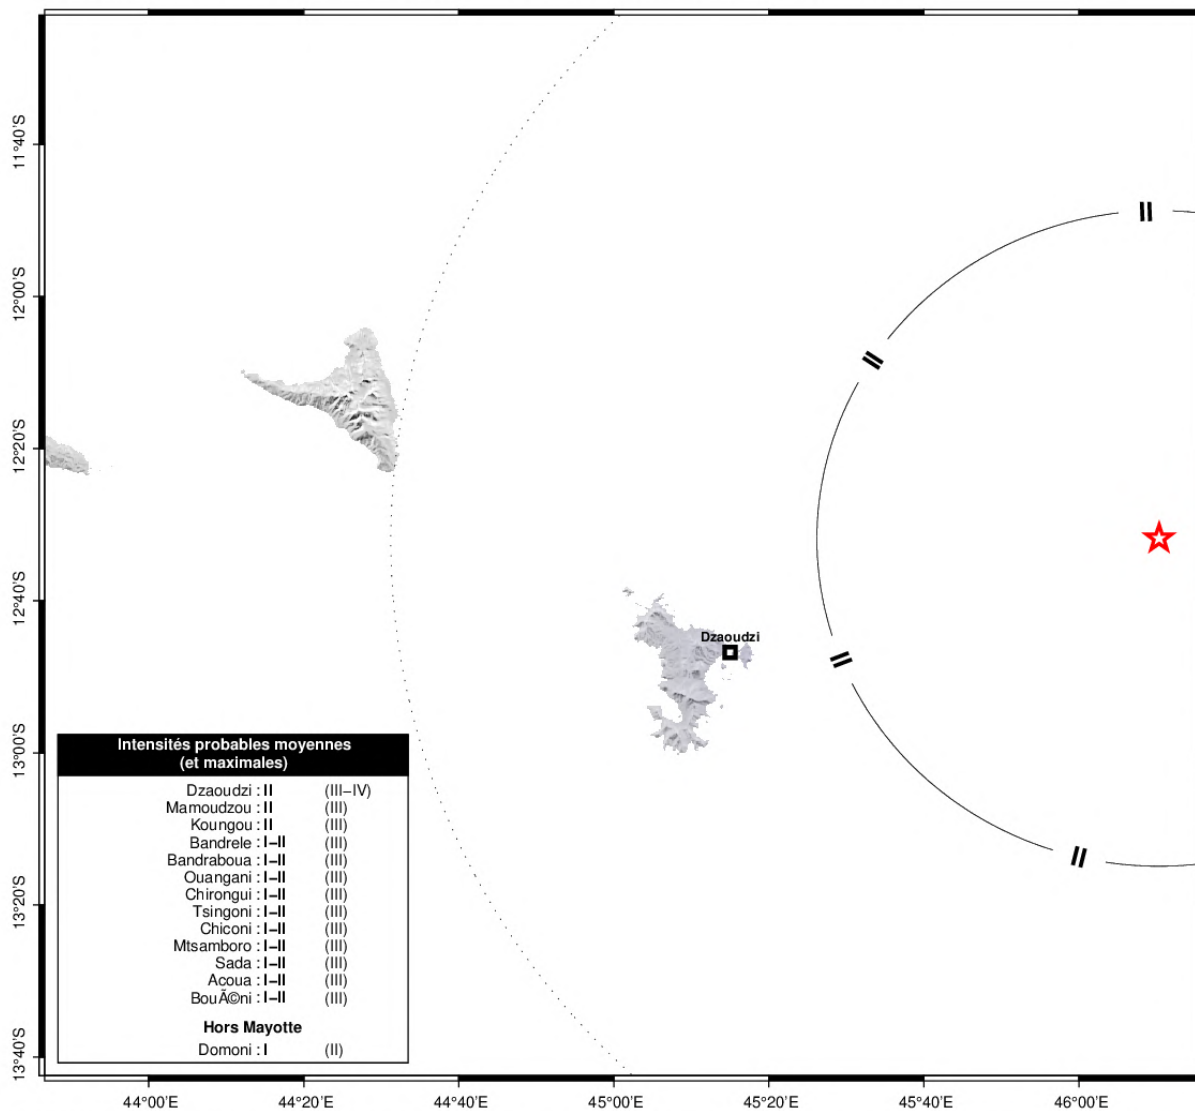 11°40'S
12°00'S
12°20'S
12°40'S
13°00'S
13°20'S
13°40'S
II
II
II
II
Dzaoudzi
Intensités probables moyennes
(et maximales)
Dzaoudzi : II (III−IV)
Mamoudzou : II (III)
Koungou : II (III)
Bandrele : I−II (III)
Bandraboua : I−II (III)
Ouangani : I−II (III)
Chirongui : I−II (III)
Tsingoni : I−II (III)
Chiconi : I−II (III)
Mtsamboro : I−II (III)
Sada : I−II (III)
Acoua : I−II (III)
BouÃ©ni : I−II (III)
Hors Mayotte
Domoni : I (II)
44°00'E 44°20'E 44°40'E 45°00'E 45°20'E 45°40'E 46°00'E